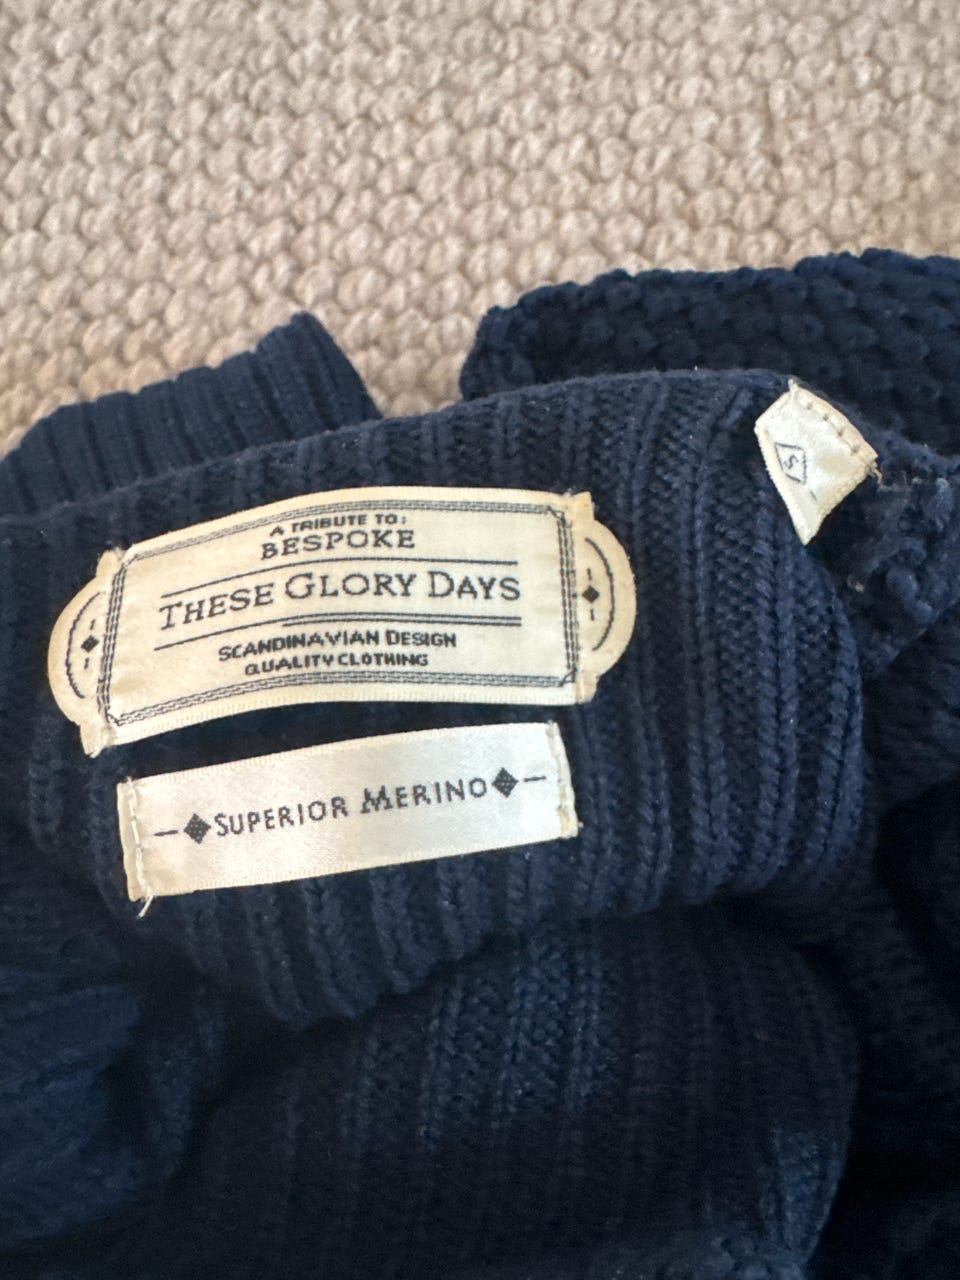 A TRIBUTE TO:
BESPOKE
THESE GLORY DAYS
SCANDINAVIAN DESIGN
QUALITY CLOTHING
SUPERIOR MERINO
S